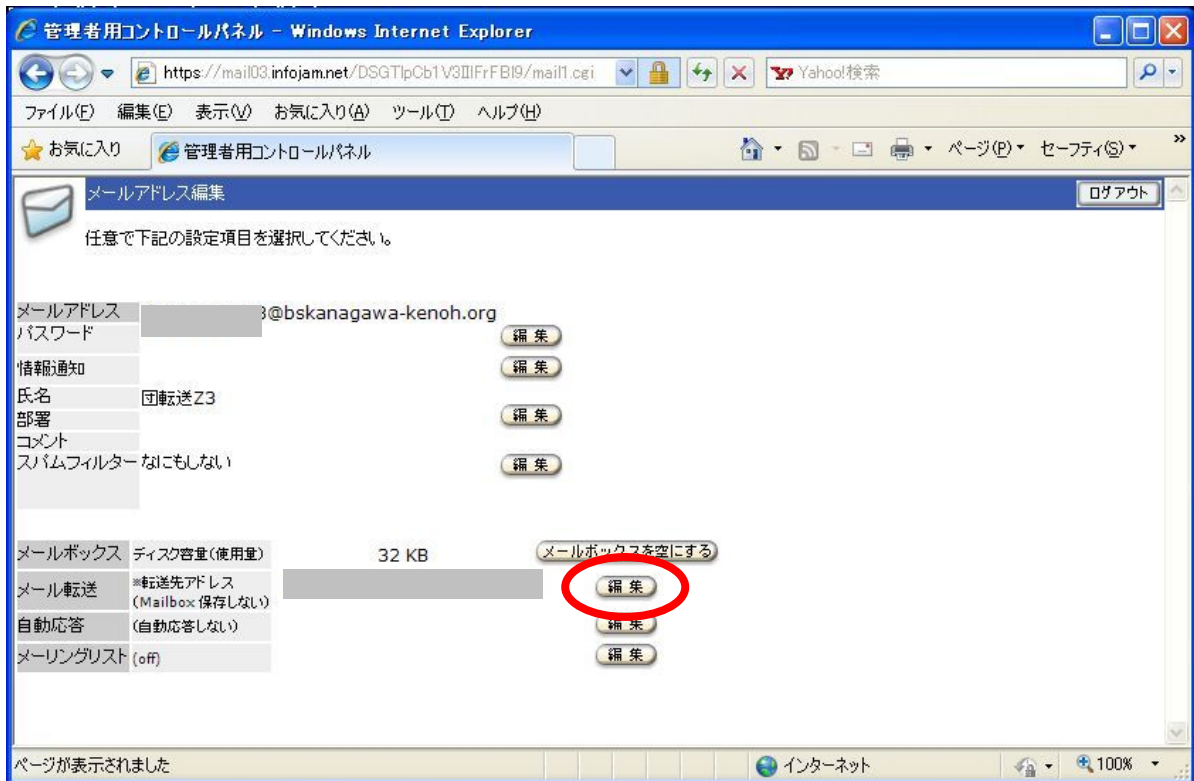 管理者用コントロールパネル - Windows Internet Explorer
https://mail03.infojam.net/DSGTlpCb1V3IIlFrFBl9/mail1.cgi Yahoo!検索
ファイル(F) 編集(E) 表示(V) お気に入り(A) ツール(T) ヘルプ(H)
お気に入り 管理者用コントロールパネル ページ(P) セーフティ(S) »
メールアドレス編集 ログアウト
任意で下記の設定項目を選択してください。
メールアドレス 3@bskanagawa-kenoh.org
パスワード 編集
情報通知 編集
氏名 団転送Z3
部署 編集
コメント
スパムフィルター なにもしない 編集
メールボックス ディスク容量(使用量) 32 KB メールボックスを空にする
メール転送 ※転送先アドレス 編集
(Mailbox 保存しない)
自動応答 (自動応答しない) 編集
メーリングリスト (off) 編集
ページが表示されました インターネット 100%